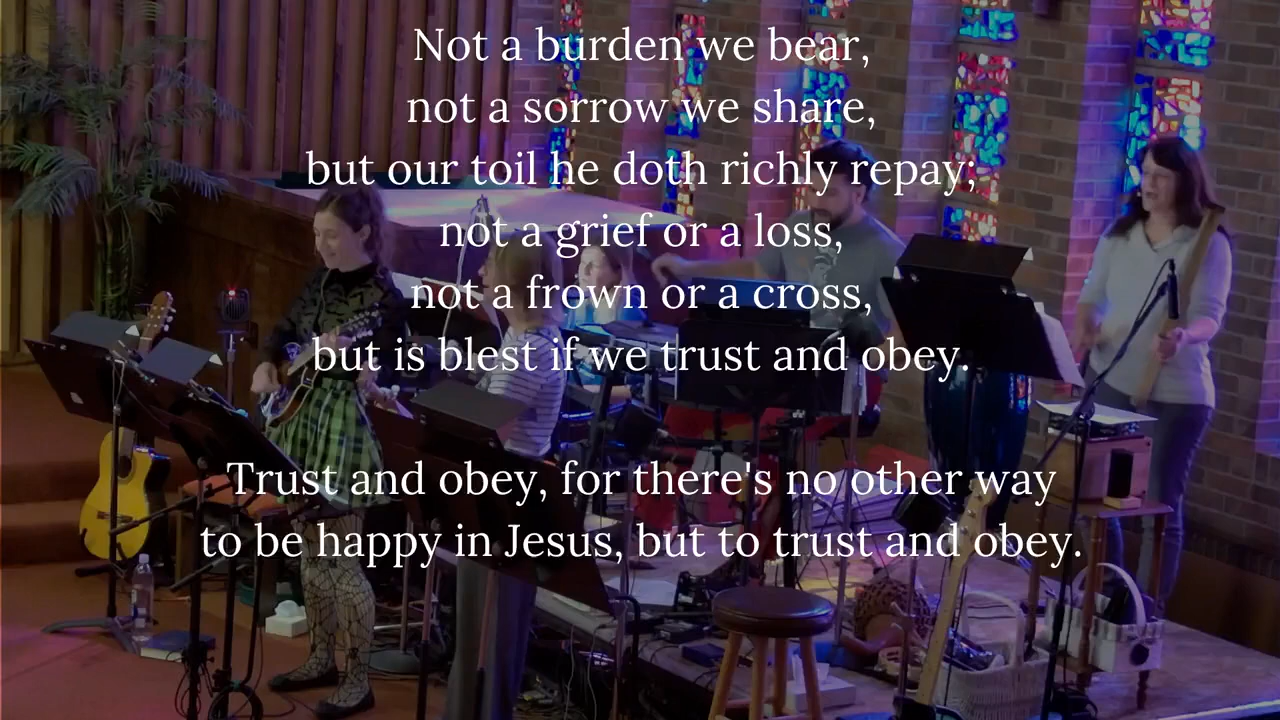 Not a burden we bear,
not a sorrow we share,
but our toil he doth richly repay;
not a grief or a loss,
not a frown or a cross,
but is blest if we trust and obey.
Trust and obey, for there's no other way
to be happy in Jesus, but to trust and obey.